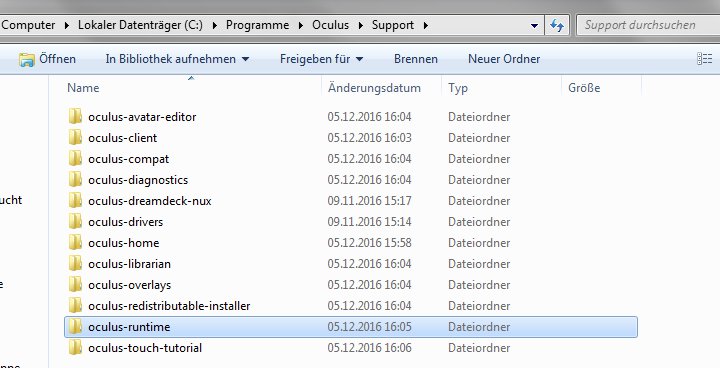 Computer ▸ Lokaler Datenträger (C:) ▸ Programme ▸ Oculus ▸ Support ▸ Support durchsuchen
Öffnen In Bibliothek aufnehmen ▾ Freigeben für ▾ Brennen Neuer Ordner
Name Änderungsdatum Typ Größe
oculus-avatar-editor 05.12.2016 16:04 Dateiordner
oculus-client 05.12.2016 16:03 Dateiordner
oculus-compat 05.12.2016 16:04 Dateiordner
oculus-diagnostics 05.12.2016 16:04 Dateiordner
oculus-dreamdeck-nux 09.11.2016 15:17 Dateiordner
ucht
oculus-drivers 09.11.2016 15:14 Dateiordner
oculus-home 05.12.2016 15:58 Dateiordner
oculus-librarian 05.12.2016 16:04 Dateiordner
e
oculus-overlays 05.12.2016 16:04 Dateiordner
oculus-redistributable-installer 05.12.2016 16:04 Dateiordner
oculus-runtime 05.12.2016 16:05 Dateiordner
oculus-touch-tutorial 05.12.2016 16:06 Dateiordner